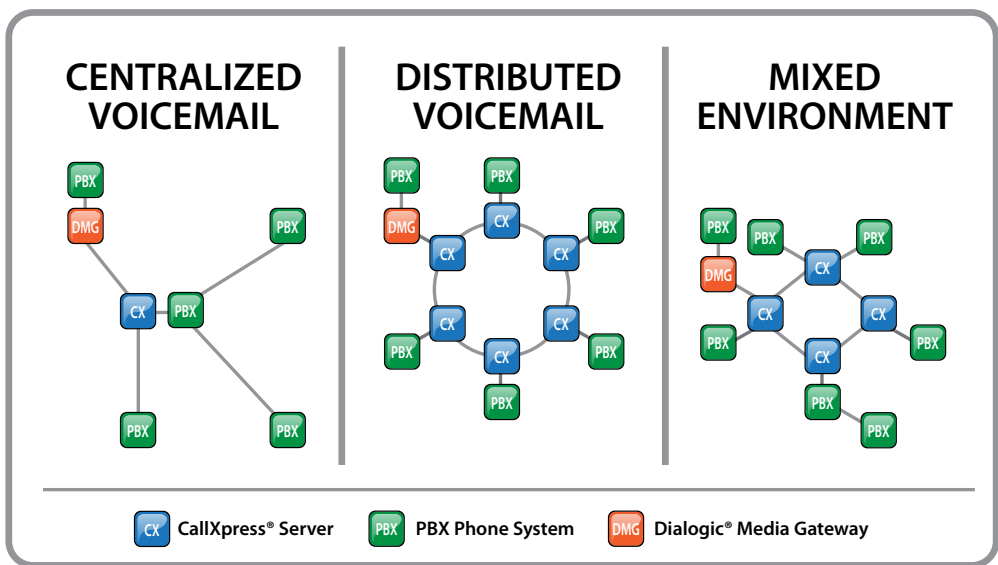 CENTRALIZED
VOICEMAIL
PBX
DMG
PBX
CX
PBX
PBX
PBX
DISTRIBUTED
VOICEMAIL
PBX
PBX
DMG
CX
PBX
CX
CX
CX
CX
PBX
CX
PBX
PBX
MIXED
ENVIRONMENT
PBX
PBX
PBX
DMG
CX
CX
CX
PBX
CX
PBX
PBX
PBX
CX CallXpress® Server
PBX PBX Phone System
DMG Dialogic® Media Gateway